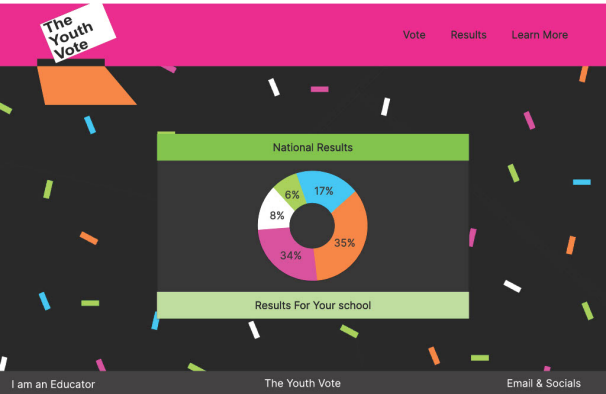 The
Youth
Vote
Vote
Results
Learn More
National Results
6%
17%
8%
35%
34%
Results For Your school
I am an Educator
The Youth Vote
Email & Socials